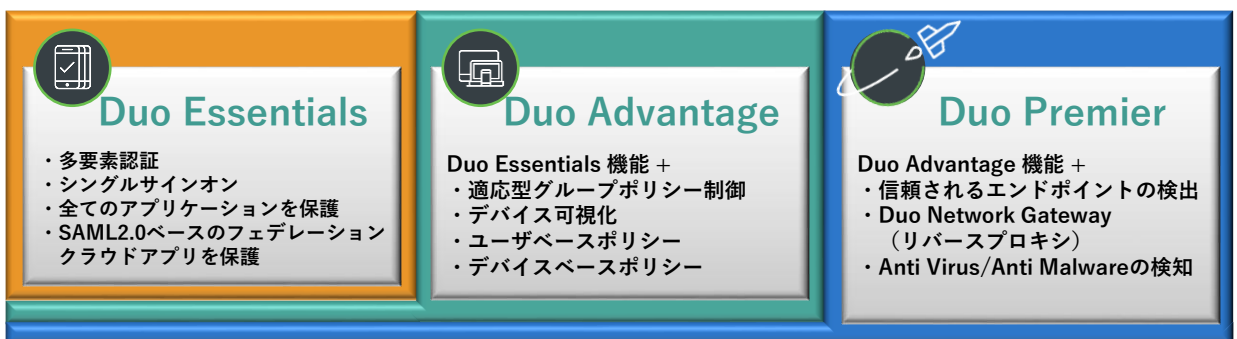 Duo Essentials
・多要素認証
・シングルサインオン
・全てのアプリケーションを保護
・SAML2.0ベースのフェデレーション
クラウドアプリを保護
Duo Advantage
Duo Essentials 機能 +
・適応型グループポリシー制御
・デバイス可視化
・ユーザベースポリシー
・デバイスベースポリシー
Duo Premier
Duo Advantage 機能 +
・信頼されるエンドポイントの検出
・Duo Network Gateway
（リバースプロキシ）
・Anti Virus/Anti Malwareの検知